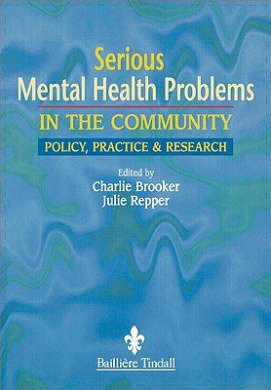 Serious
Mental Health Problems
IN THE COMMUNITY
POLICY, PRACTICE & RESEARCH
Edited by
Charlie Brooker
Julie Repper
Baillière Tindall